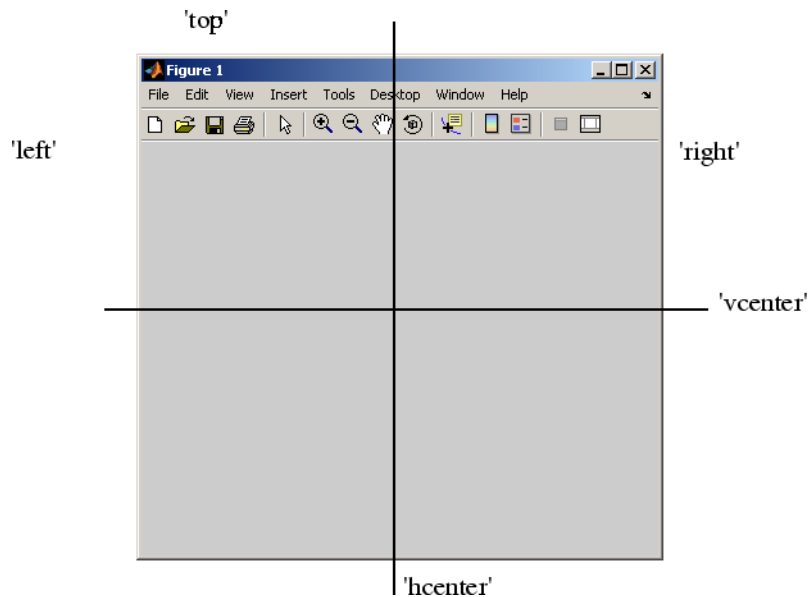 'top'
Figure 1
File Edit View Insert Tools Desktop Window Help
'left'
'right'
'vcenter'
'hcenter'